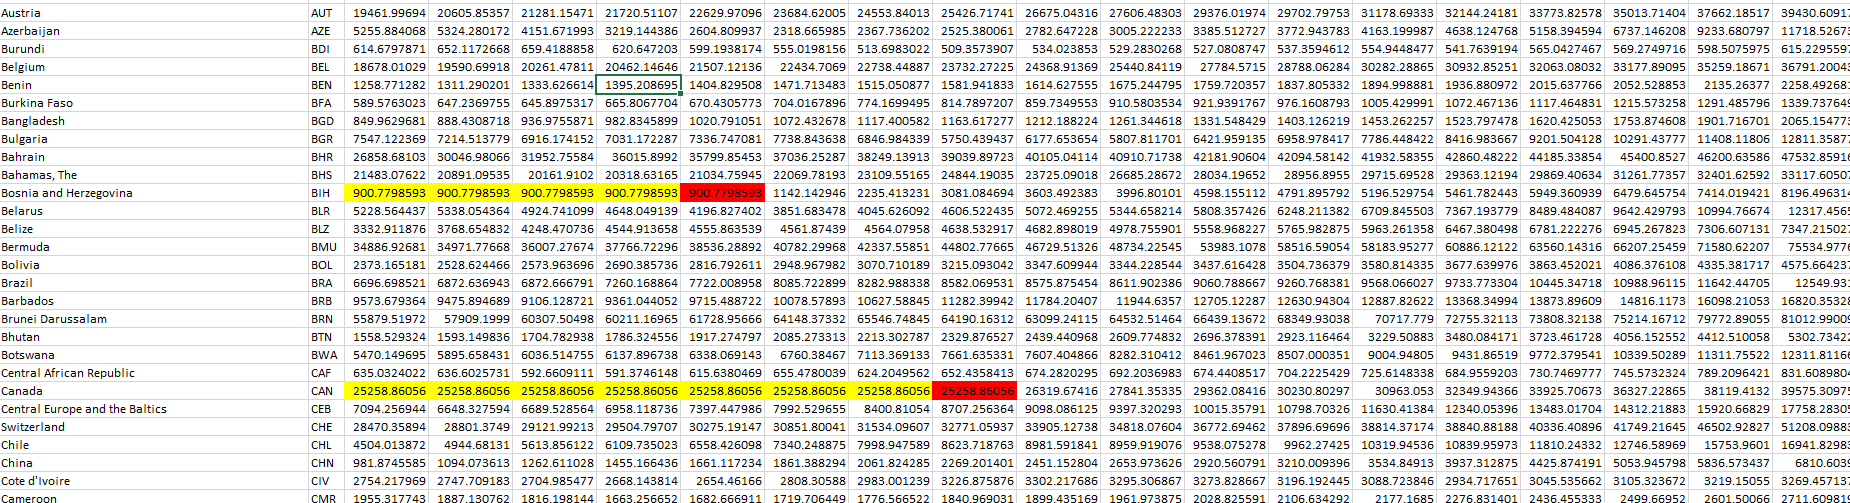 Austria AUT 19461.99694 20605.85357 21281.15471 21720.51107 22629.97096 23684.62005 24553.84013 25426.71741 26675.04316 27606.48303 29376.01974 29702.79753 31178.69333 32144.24181 33773.82578 35013.71404 37662.18517 39430.60917
Azerbaijan AZE 5255.884068 5324.280172 4151.671993 3219.144386 2604.809937 2318.665985 2367.736202 2525.380061 2782.647228 3005.222233 3385.512727 3772.943783 4163.199987 4638.124768 5158.394594 6737.146208 9233.680797 11718.5267
Burundi BDI 614.6797871 652.1172668 659.4188858 620.647203 599.1938174 555.0198156 513.6983022 509.3573907 534.023853 529.2830268 527.0808747 537.3594612 554.9448477 541.7639194 565.0427467 569.2749716 598.5075975 615.229559
Belgium BEL 18678.01029 19590.69918 20261.47811 20462.14646 21507.12136 22434.7069 22738.44887 23732.27225 24368.91369 25440.84119 27784.5715 28788.06284 30282.28865 30932.85251 32063.08032 33177.89095 35259.18671 36791.2004
Benin BEN 1258.771282 1311.290201 1333.626614 1395.208695 1404.829508 1471.713483 1515.050877 1581.941833 1614.627555 1675.244795 1759.720357 1837.805332 1894.998881 1936.880972 2015.637766 2052.528853 2135.26377 2258.49268
Burkina Faso BFA 589.5763023 647.2369755 645.8975317 665.8067704 670.4305773 704.0167896 774.1699495 814.7897207 859.7349553 910.5803534 921.9391767 976.1608793 1005.429991 1072.467136 1117.464831 1215.573258 1291.485796 1339.73764
Bangladesh BGD 849.9629681 888.4308718 936.9755871 982.8345899 1020.791051 1072.432678 1117.400582 1163.617277 1212.188224 1261.344618 1331.548429 1403.126219 1453.262257 1523.797478 1620.425053 1753.874608 1901.716701 2065.15477
Bulgaria BGR 7547.122369 7214.513779 6916.174152 7031.172287 7336.747081 7738.843638 6846.984339 5750.439437 6177.653654 5807.811701 6421.959135 6958.978417 7786.448422 8416.983667 9201.504128 10291.43777 11408.11806 12811.3587
Bahrain BHR 26858.68103 30046.98066 31952.75584 36015.8992 35799.85453 37036.25287 38249.13913 39039.89723 40105.04114 40910.71738 42181.90604 42094.58142 41932.58355 42860.48222 44185.33854 45400.8527 46200.63586 47532.8591
Bahamas, The BHS 21483.07622 20891.09535 20161.9102 20318.63165 21034.75945 22069.78193 23109.55165 24844.19035 23725.09018 26685.28672 28034.19652 28956.8955 29715.69528 29363.12194 29869.40634 31261.77357 32401.62592 33117.6050
Bosnia and Herzegovina BIH 900.7798593 900.7798593 900.7798593 900.7798593 900.7798593 1142.142946 2235.413231 3081.084694 3602.492383 3996.80101 4598.155112 4791.895792 5196.529754 5461.782443 5949.360939 6479.645754 7414.019421 8196.49631
Belarus BLR 5228.564437 5338.054364 4924.741099 4648.049139 4196.827402 3851.683478 4045.626092 4606.522435 5072.469255 5344.658214 5808.357426 6248.211382 6709.845503 7367.193779 8489.484087 9642.429793 10994.76674 12317.4565
Belize BLZ 3332.911876 3768.654832 4248.470736 4544.913658 4555.863539 4561.87439 4564.07958 4638.532917 4682.898019 4978.755901 5558.968227 5765.982875 5963.261358 6467.380498 6781.222276 6945.267823 7306.607131 7347.21502
Bermuda BMU 34886.92681 34971.77668 36007.27674 37766.72296 38536.28892 40782.29968 42337.55851 44802.77665 46729.51326 48734.22545 53983.1078 58516.59054 58183.95277 60886.12122 63560.14316 66207.25459 71580.62207 75534.9776
Bolivia BOL 2373.165181 2528.624466 2573.963696 2690.385736 2816.792611 2948.967982 3070.710189 3215.093042 3347.609944 3344.228544 3437.616428 3504.736379 3580.814335 3677.639976 3863.452021 4086.376108 4335.381717 4575.66423
Brazil BRA 6696.698521 6872.636943 6872.666791 7260.168864 7722.008958 8085.722899 8282.988338 8582.069531 8575.875454 8611.902386 9060.788667 9260.768381 9568.066027 9733.773304 10445.34718 10988.96115 11642.44705 12549.931
Barbados BRB 9573.679364 9475.894689 9106.128721 9361.044052 9715.488722 10078.57893 10627.58845 11282.39942 11784.20407 11944.6357 12705.12287 12630.94304 12887.82622 13368.34994 13873.89609 14816.1173 16098.21053 16820.3532
Brunei Darussalam BRN 55879.51972 57909.1999 60307.50498 60211.16965 61728.95666 64148.37332 65546.74845 64190.16312 63099.24115 64532.51464 66439.13672 68349.93038 70717.779 72755.32113 73808.32138 75214.16712 79772.89055 81012.9900
Bhutan BTN 1558.529324 1593.149836 1704.782938 1786.324556 1917.274797 2085.273313 2213.302787 2329.876527 2439.440968 2609.774832 2696.378391 2923.116464 3229.50883 3480.084171 3723.461728 4056.152552 4412.510058 5302.73422
Botswana BWA 5470.149695 5895.658431 6036.514755 6137.896738 6338.069143 6760.38467 7113.369133 7661.635331 7607.404866 8282.310412 8461.967023 8507.000351 9004.94805 9431.86519 9772.379541 10339.50289 11311.75522 12311.8116
Central African Republic CAF 635.0324022 636.6025731 592.6609111 591.3746148 615.6380469 655.4780039 624.2049562 652.4358413 674.2820295 692.2036983 674.4408517 704.2225429 725.6148338 684.9559203 730.7469777 745.5732324 789.2096421 831.608980
Canada CAN 25258.86056 25258.86056 25258.86056 25258.86056 25258.86056 25258.86056 25258.86056 25258.86056 26319.67416 27841.35335 29362.08416 30230.80297 30963.053 32349.94366 33925.70673 36327.22865 38119.4132 39575.3097
Central Europe and the Baltics CEB 7094.256944 6648.327594 6689.528564 6958.118736 7397.447986 7992.529655 8400.81054 8707.256364 9098.086125 9397.320293 10015.35791 10798.70326 11630.41384 12340.05396 13483.01704 14312.21883 15920.66829 17758.2830
Switzerland CHE 28470.35894 28801.3749 29121.99213 29504.79707 30275.19147 30851.80041 31534.09607 32771.05937 33905.12738 34818.07604 36772.69462 37896.69696 38814.37174 38840.88188 40336.40896 41749.21645 46502.92827 51208.0988
Chile CHL 4504.013872 4944.68131 5613.856122 6109.735023 6558.426098 7340.248875 7998.947589 8623.718763 8981.591841 8959.919076 9538.075278 9962.27425 10319.94536 10839.95973 11810.24332 12746.58969 15753.9601 16941.8298
China CHN 981.8745585 1094.073613 1262.611028 1455.166436 1661.117234 1861.388294 2061.824285 2269.201401 2451.152804 2653.973626 2920.560791 3210.009396 3534.84913 3937.312875 4425.874191 5053.945798 5836.573437 6810.6039
Cote d'Ivoire CIV 2754.217969 2747.709183 2704.985477 2668.143814 2654.46166 2808.30588 2983.001239 3226.875876 3302.217686 3295.306867 3273.828667 3196.192445 3088.723846 2934.717651 3045.535662 3105.323672 3219.15055 3269.45713
Cameroon CMR 1955.317743 1887.130762 1816.198144 1663.256652 1682.666911 1719.706449 1776.566522 1840.969031 1899.435169 1961.973875 2028.825591 2106.634292 2177.1685 2276.831401 2436.455333 2499.66952 2601.50066 2711.60981